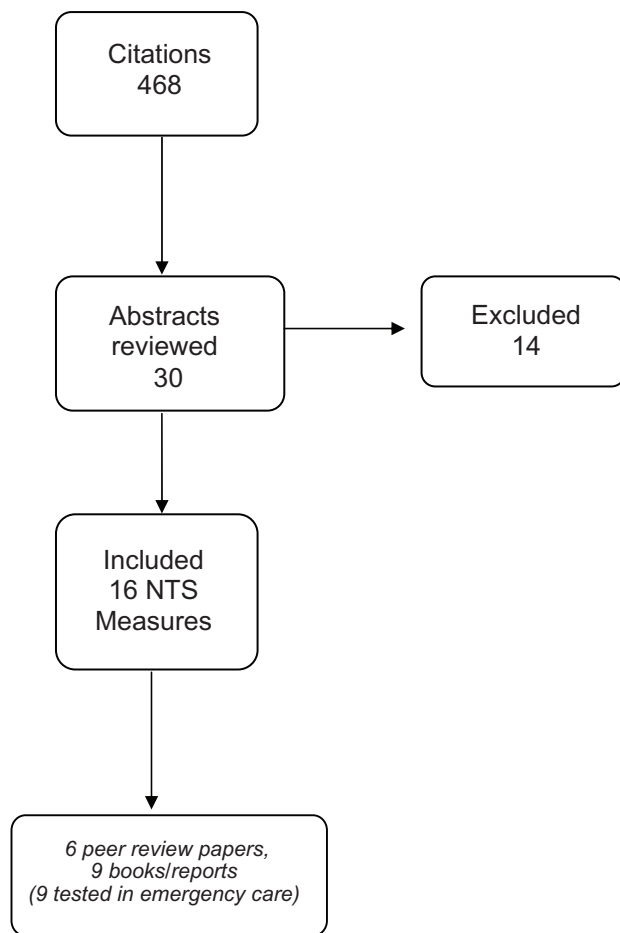 Citations
468
Abstracts
reviewed
30
Excluded
14
Included
16 NTS
Measures
6 peer review papers,
9 books/reports
(9 tested in emergency care)